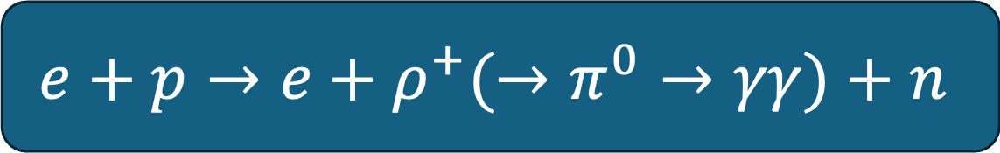 e + p → e + ρ⁺(→ π⁰ → γγ) + n